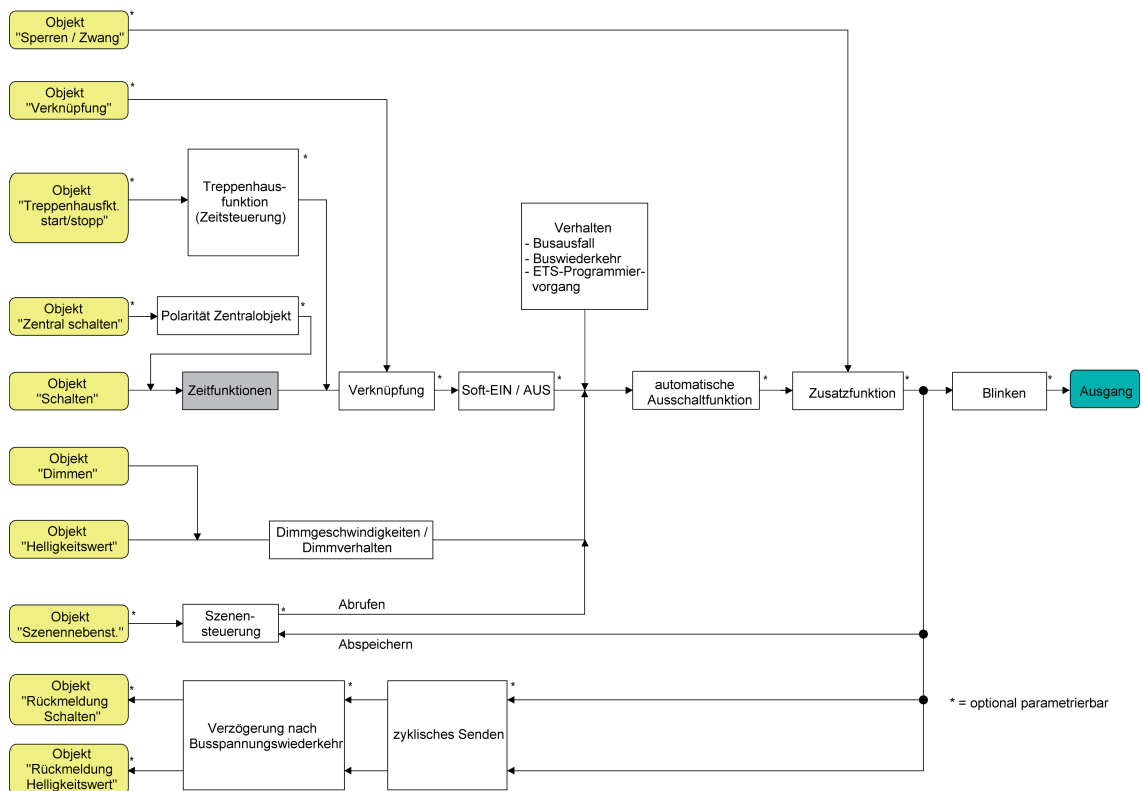 Objekt
"Sperren / Zwang"
*
Objekt
"Verknüpfung"
*
Objekt
"Treppenhausfkt.
start/stopp"
*
Treppenhaus-
funktion
(Zeitsteuerung)
*
Verhalten
- Busausfall
- Buswiederkehr
- ETS-Programmier-
vorgang
Objekt
"Zentral schalten"
*
Polarität Zentralobjekt
*
Objekt
"Schalten"
Zeitfunktionen
Verknüpfung
*
Soft-EIN / AUS
*
automatische
Ausschaltfunktion
*
Zusatzfunktion
*
Blinken
*
Ausgang
Objekt
"Dimmen"
Objekt
"Helligkeitswert"
Dimmgeschwindigkeiten /
Dimmverhalten
Objekt
"Szenennebenst."
*
Szenen-
steuerung
*
Abrufen
Abspeichern
Objekt
"Rückmeldung
Schalten"
*
Verzögerung nach
Busspannungswiederkehr
*
zyklisches Senden
*
* = optional parametrierbar
Objekt
"Rückmeldung
Helligkeitswert"
*